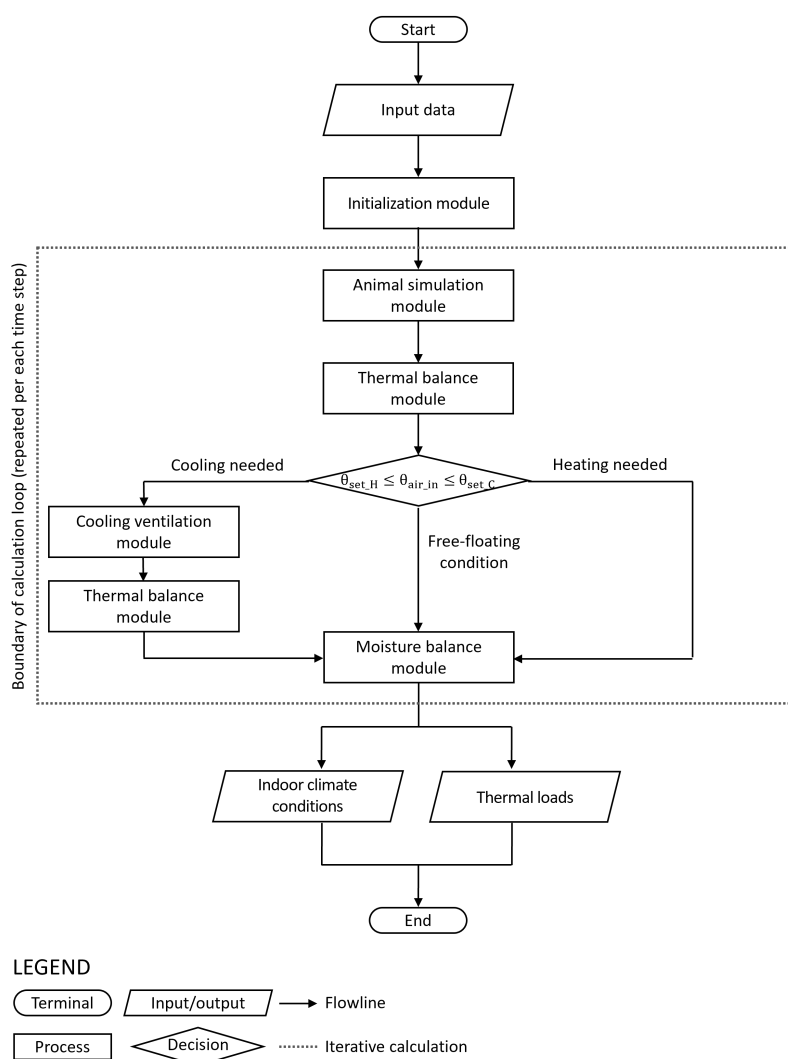 Start
Input data
Initialization module
Boundary of calculation loop (repeated per each time step)
Animal simulation
module
Thermal balance
module
Cooling needed
θset_H ≤ θair_in ≤ θset_C
Heating needed
Cooling ventilation
module
Free-floating
condition
Thermal balance
module
Moisture balance
module
Indoor climate
conditions
Thermal loads
End
LEGEND
Terminal
Input/output
Flowline
Process
Decision
Iterative calculation